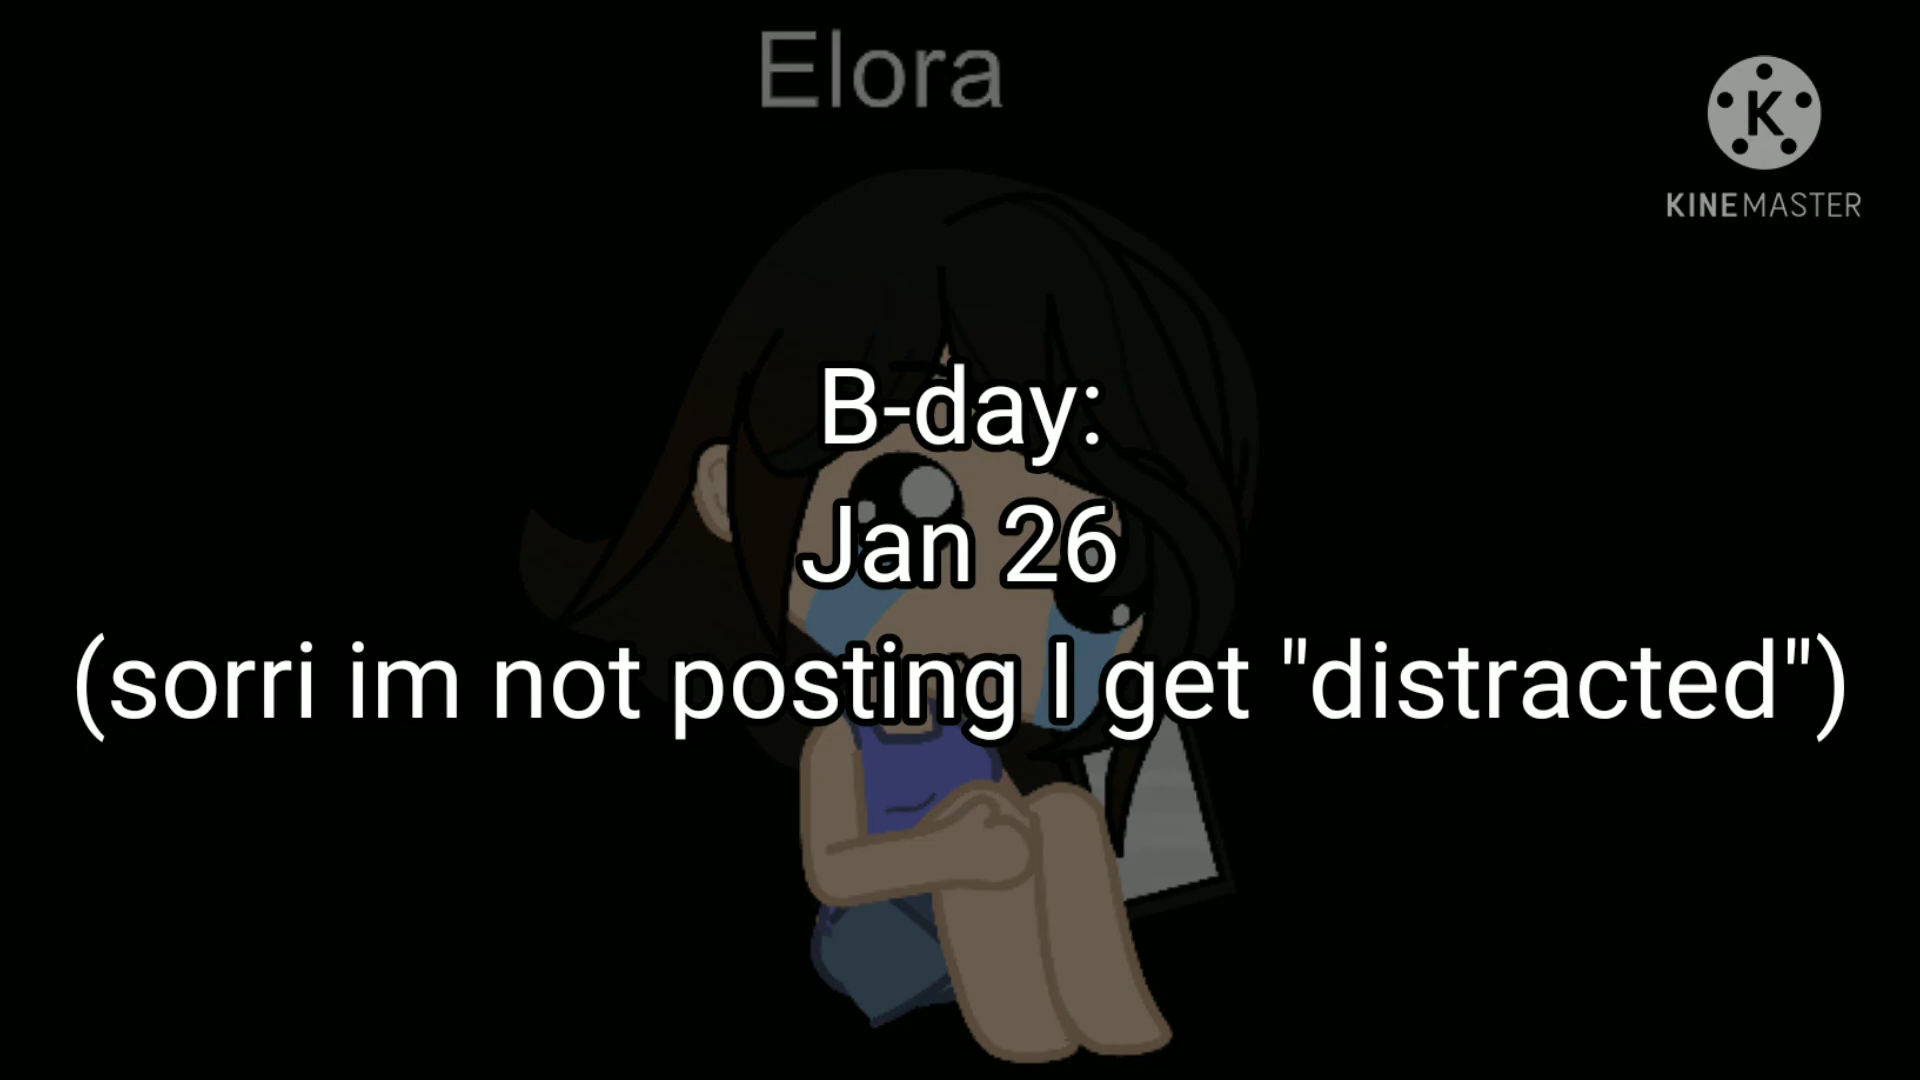 Elora
K
KINEMASTER
B-day:
Jan 26
(sorri im not posting I get "distracted")